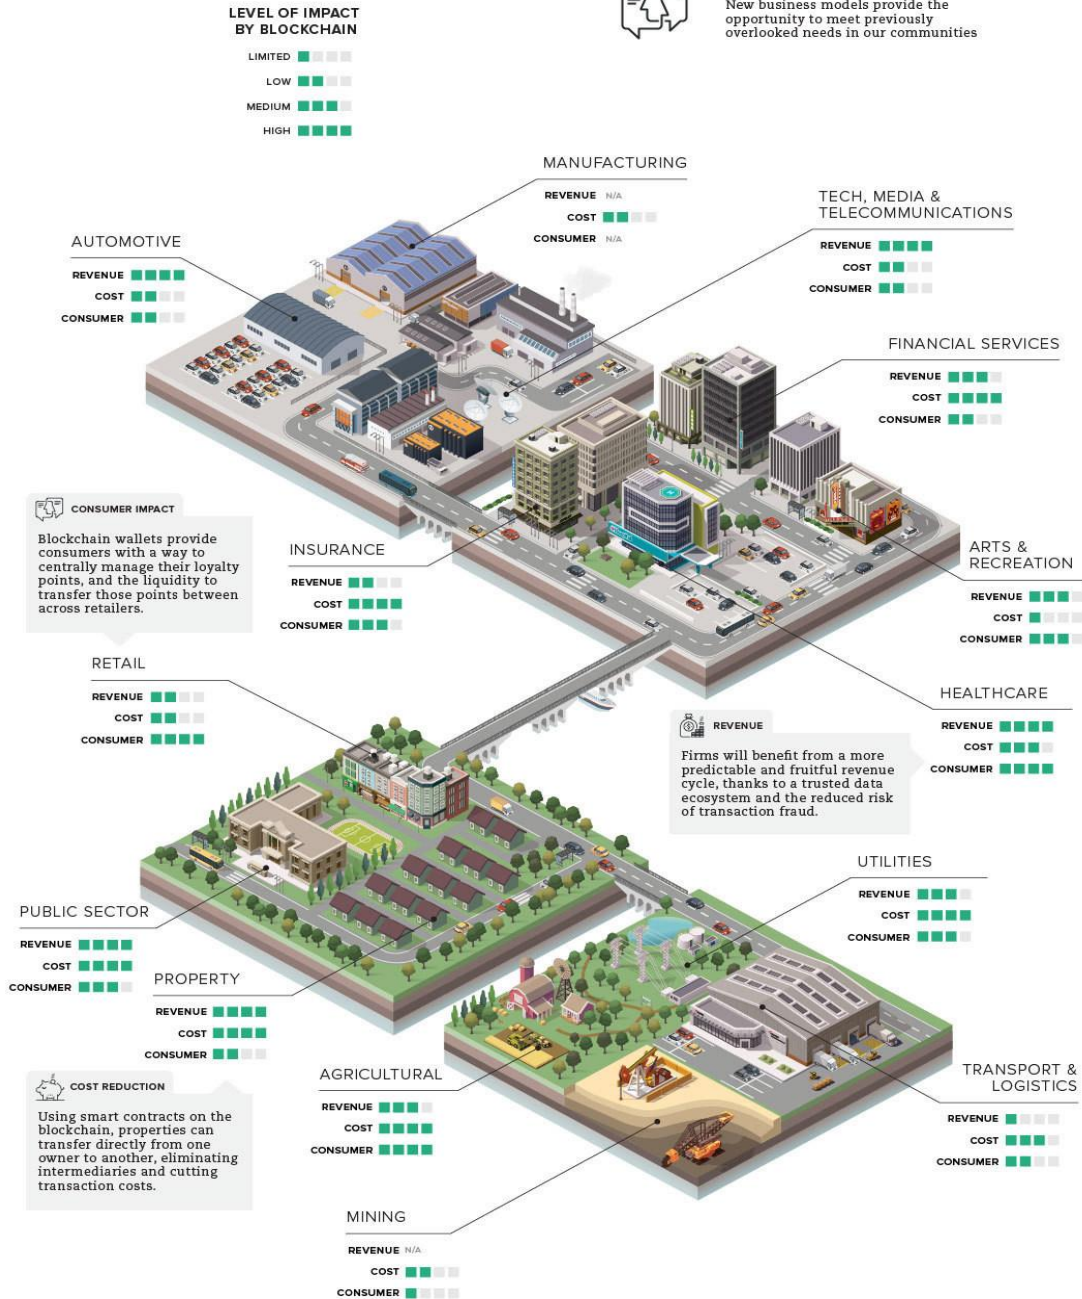 LEVEL OF IMPACT
BY BLOCKCHAIN
LIMITED
LOW
MEDIUM
HIGH
New business models provide the
opportunity to meet previously
overlooked needs in our communities
MANUFACTURING
REVENUE N/A
COST
CONSUMER N/A
TECH, MEDIA &
TELECOMMUNICATIONS
REVENUE
COST
CONSUMER
AUTOMOTIVE
REVENUE
COST
CONSUMER
FINANCIAL SERVICES
REVENUE
COST
CONSUMER
CONSUMER IMPACT
Blockchain wallets provide
consumers with a way to
centrally manage their loyalty
points, and the liquidity to
transfer those points between
across retailers.
INSURANCE
REVENUE
COST
CONSUMER
ARTS &
RECREATION
REVENUE
COST
CONSUMER
RETAIL
REVENUE
COST
CONSUMER
HEALTHCARE
REVENUE
COST
CONSUMER
REVENUE
Firms will benefit from a more
predictable and fruitful revenue
cycle, thanks to a trusted data
ecosystem and the reduced risk
of transaction fraud.
UTILITIES
REVENUE
COST
CONSUMER
PUBLIC SECTOR
REVENUE
COST
CONSUMER
PROPERTY
REVENUE
COST
CONSUMER
COST REDUCTION
Using smart contracts on the
blockchain, properties can
transfer directly from one
owner to another, eliminating
intermediaries and cutting
transaction costs.
AGRICULTURAL
REVENUE
COST
CONSUMER
TRANSPORT &
LOGISTICS
REVENUE
COST
CONSUMER
MINING
REVENUE N/A
COST
CONSUMER